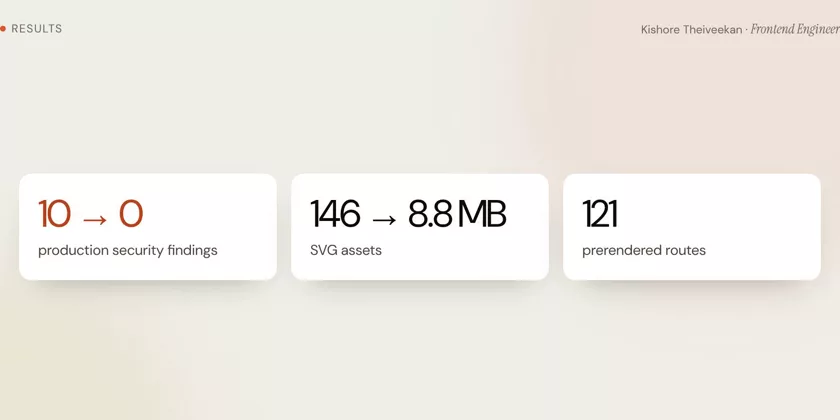 RESULTS
Kishore Theiveekan · Frontend Engineer
10 → 0
production security findings
146 → 8.8 MB
SVG assets
121
prerendered routes